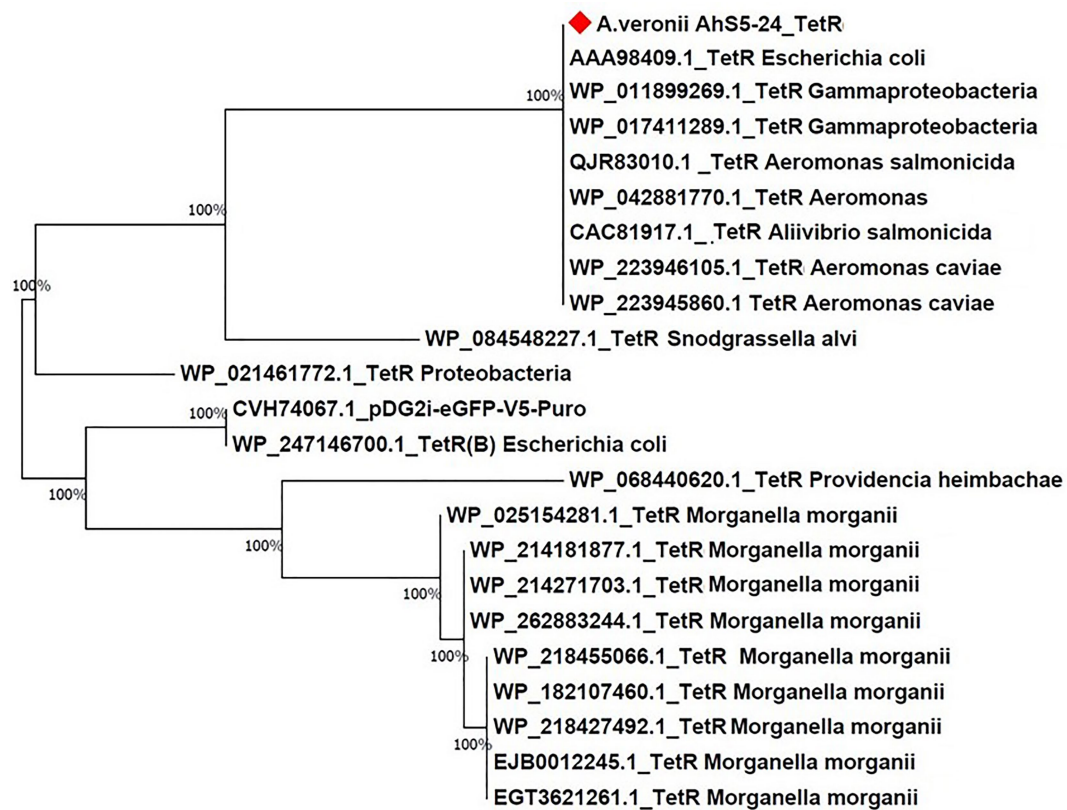 A.veronii AhS5-24_TetR
AAA98409.1_TetR Escherichia coli
100%
WP_011899269.1_TetR Gammaproteobacteria
WP_017411289.1_TetR Gammaproteobacteria
QJR83010.1 _TetR Aeromonas salmonicida
WP_042881770.1_TetR Aeromonas
100%
CAC81917.1_ TetR Aliivibrio salmonicida
WP_223946105.1_TetR Aeromonas caviae
100%
WP_223945860.1 TetR Aeromonas caviae
WP_084548227.1_TetR Snodgrassella alvi
WP_021461772.1_TetR Proteobacteria
100%
CVH74067.1_pDG2i-eGFP-V5-Puro
WP_247146700.1_TetR(B) Escherichia coli
WP_068440620.1_TetR Providencia heimbachae
100%
WP_025154281.1_TetR Morganella morganii
100%
WP_214181877.1_TetR Morganella morganii
WP_214271703.1_TetR Morganella morganii
100%
WP_262883244.1_TetR Morganella morganii
100%
WP_218455066.1_TetR Morganella morganii
WP_182107460.1_TetR Morganella morganii
WP_218427492.1_TetR Morganella morganii
100%
EJB0012245.1_TetR Morganella morganii
EGT3621261.1_TetR Morganella morganii